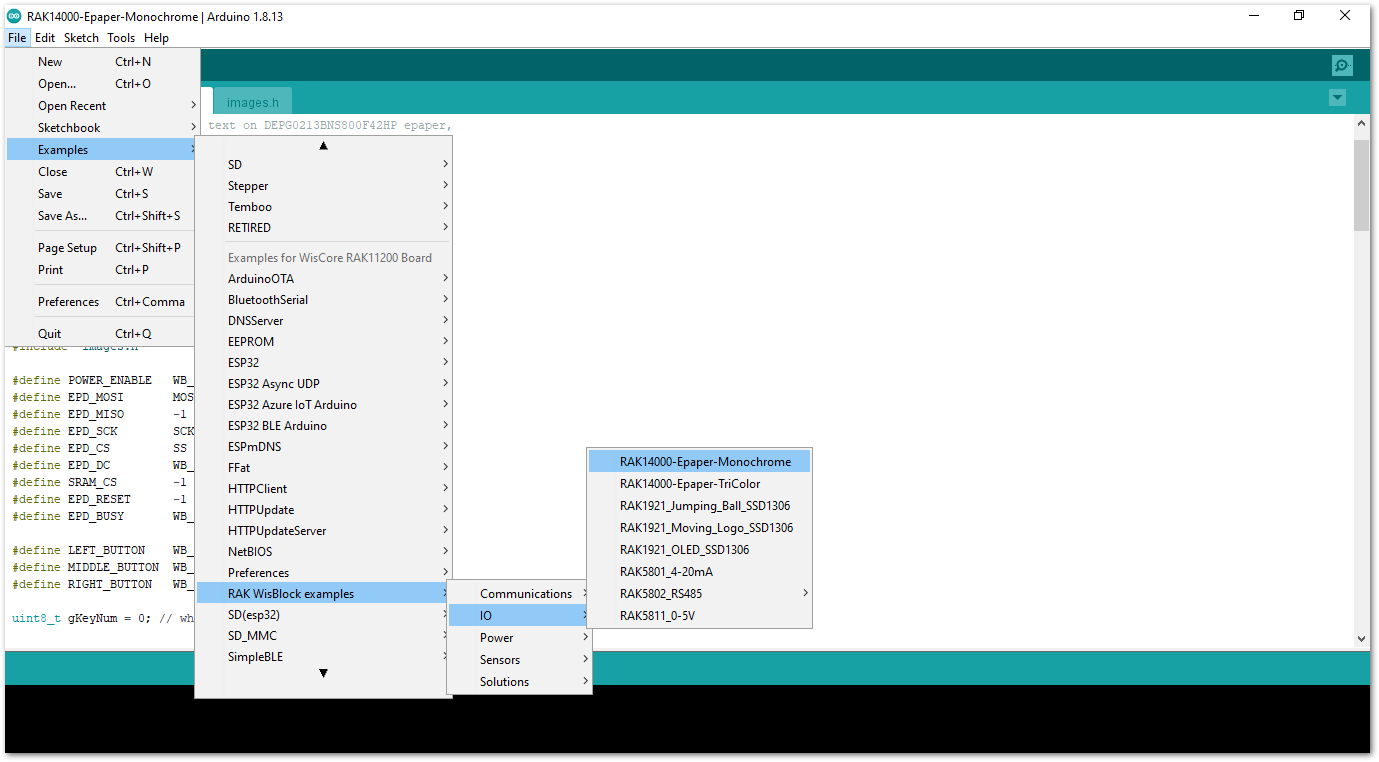 RAK14000-Epaper-Monochrome | Arduino 1.8.13
File Edit Sketch Tools Help
New Ctrl+N
Open... Ctrl+O
Open Recent
Sketchbook
Examples
Close Ctrl+W
Save Ctrl+S
Save As... Ctrl+Shift+S
Page Setup Ctrl+Shift+P
Print Ctrl+P
Preferences Ctrl+Comma
Quit Ctrl+Q
images.h
text on DEPG0213BNS800F42HP epaper,
SD
Stepper
Temboo
RETIRED
Examples for WisCore RAK11200 Board
ArduinoOTA
BluetoothSerial
DNSServer
EEPROM
ESP32
ESP32 Async UDP
ESP32 Azure IoT Arduino
ESP32 BLE Arduino
ESPmDNS
FFat
HTTPClient
HTTPUpdate
HTTPUpdateServer
NetBIOS
Preferences
RAK WisBlock examples
SD(esp32)
SD_MMC
SimpleBLE
Communications
IO
Power
Sensors
Solutions
RAK14000-Epaper-Monochrome
RAK14000-Epaper-TriColor
RAK1921_Jumping_Ball_SSD1306
RAK1921_Moving_Logo_SSD1306
RAK1921_OLED_SSD1306
RAK5801_4-20mA
RAK5802_RS485
RAK5811_0-5V
#include "images.h"
#define POWER_ENABLE WB_
#define EPD_MOSI MOS
#define EPD_MISO -1
#define EPD_SCK SCK
#define EPD_CS SS
#define EPD_DC WB_
#define SRAM_CS -1
#define EPD_RESET -1
#define EPD_BUSY WB_
#define LEFT_BUTTON WB_
#define MIDDLE_BUTTON WB_
#define RIGHT_BUTTON WB_
uint8_t gKeyNum = 0; // wh